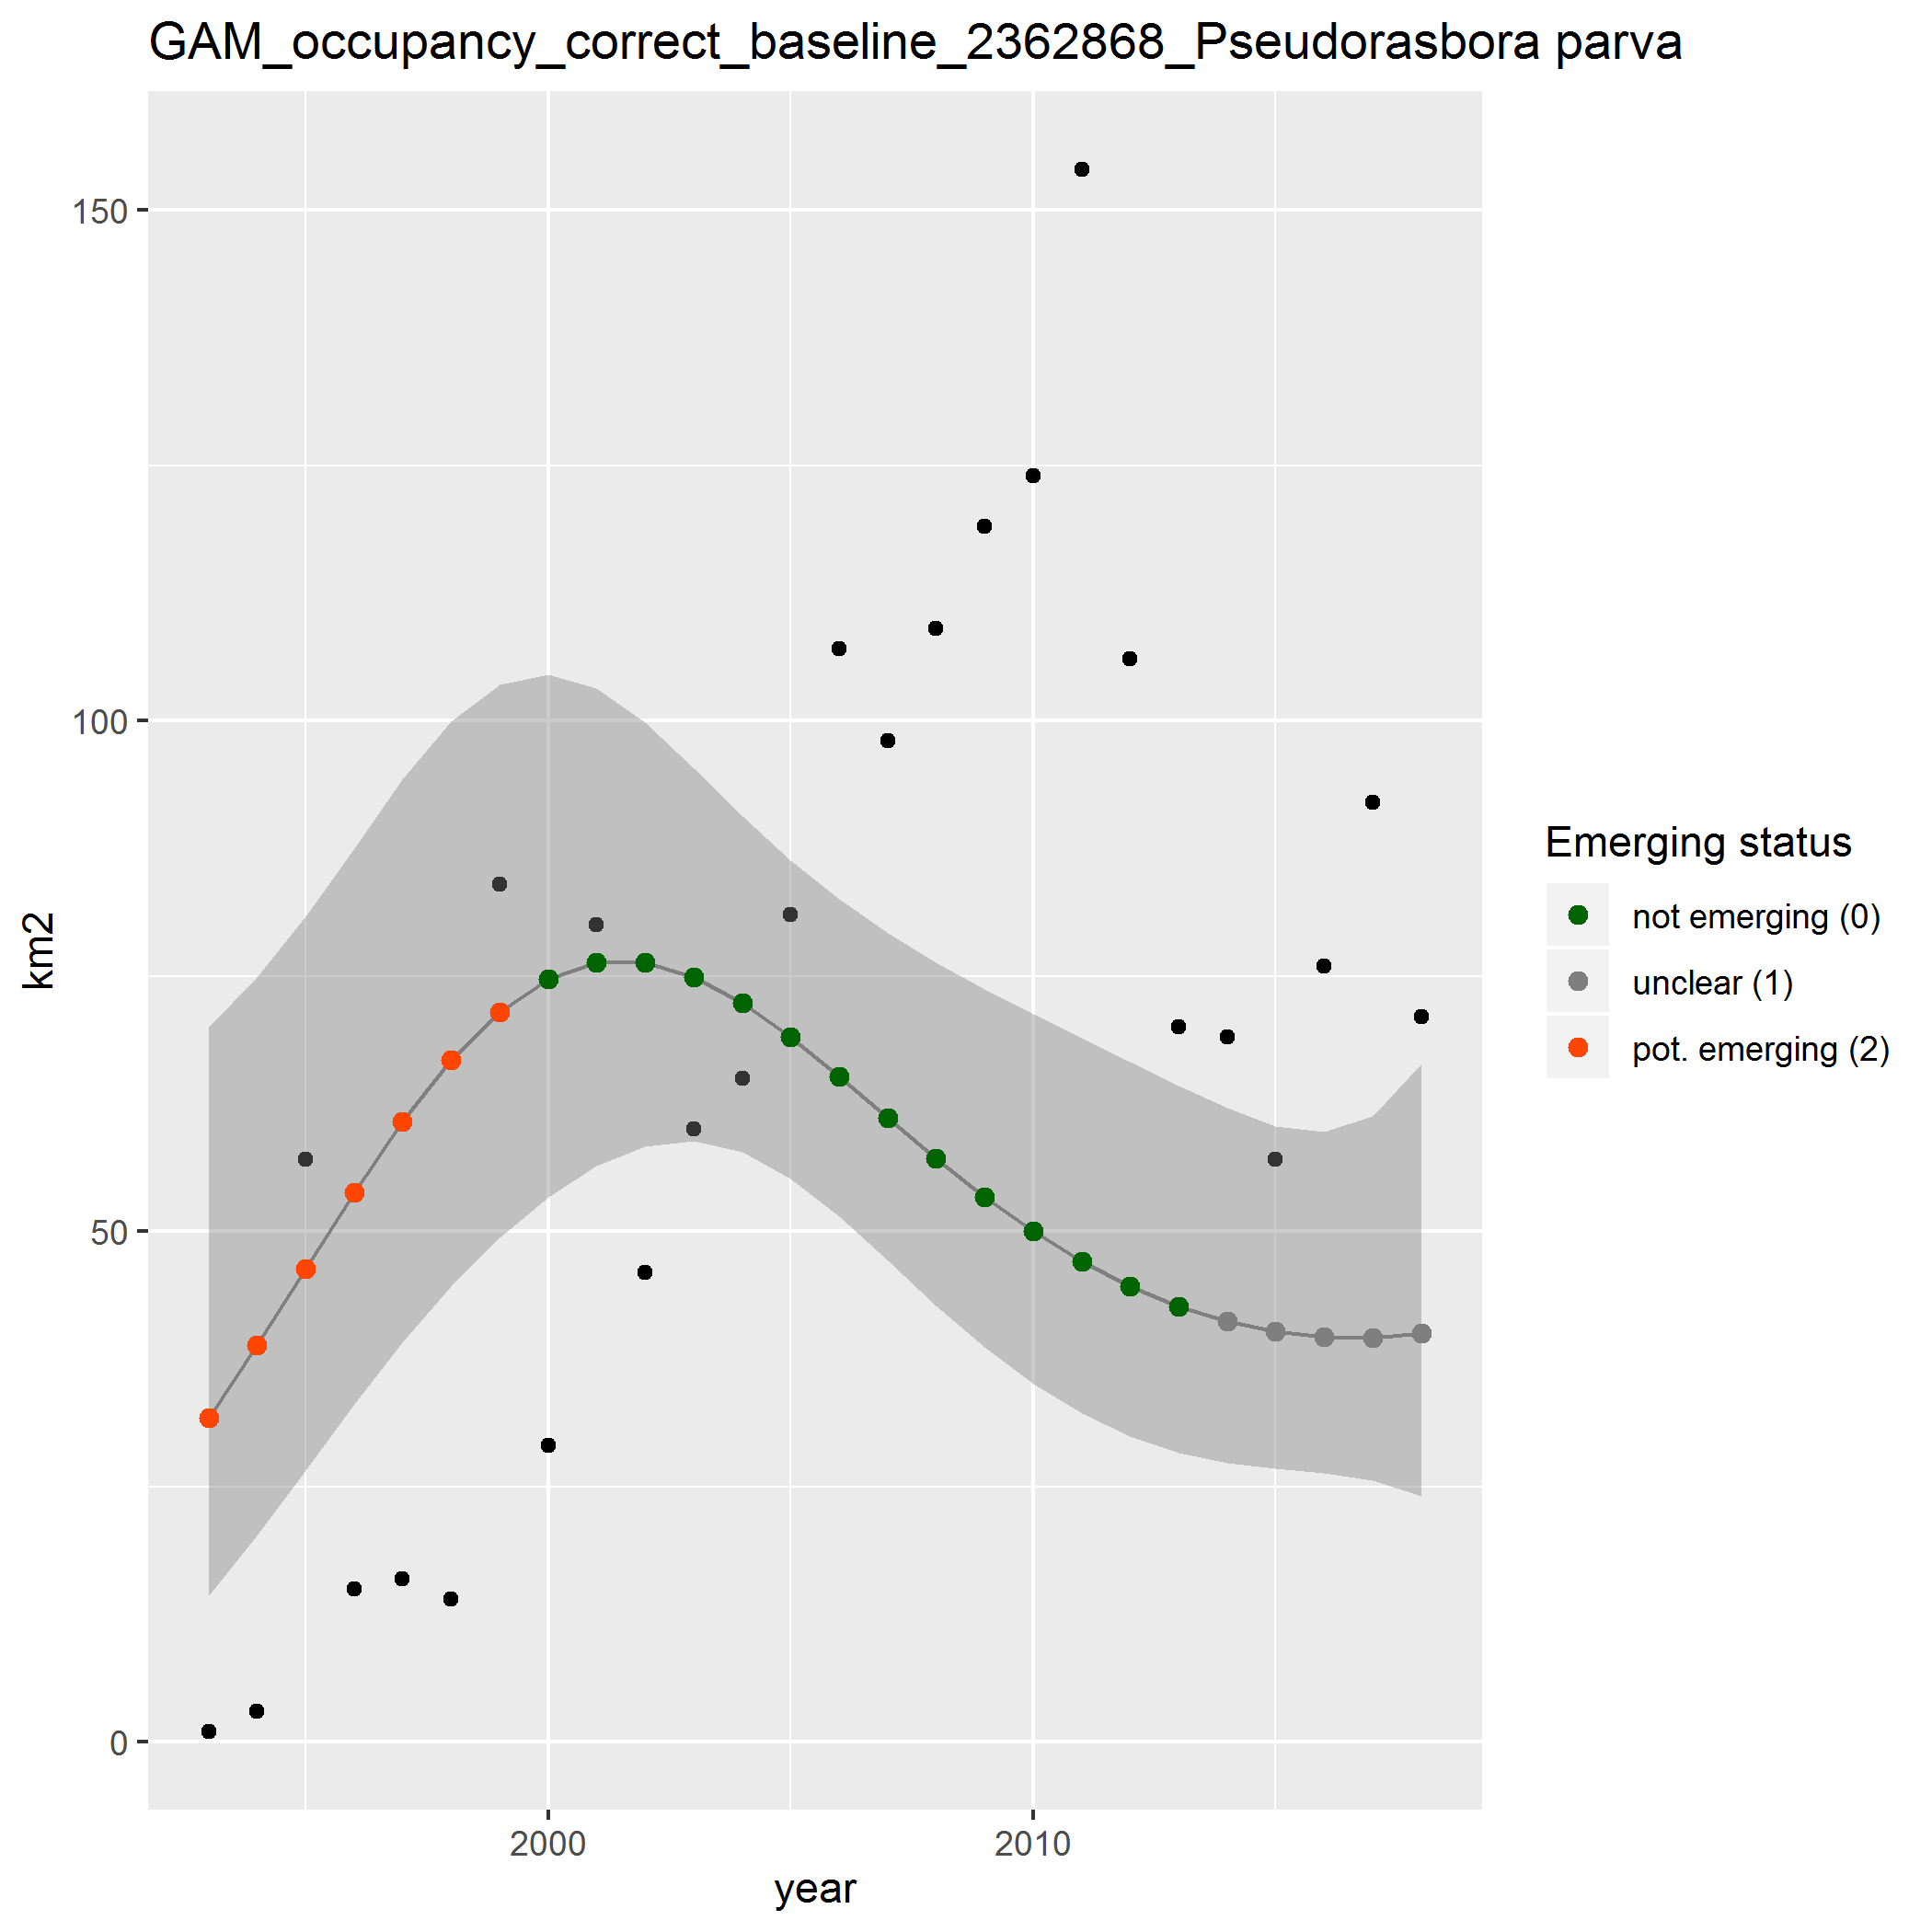 GAM_occupancy_correct_baseline_2362868_Pseudorasbora parva
150
100
50
0
km2
2000
2010
year
Emerging status
not emerging (0)
unclear (1)
pot. emerging (2)